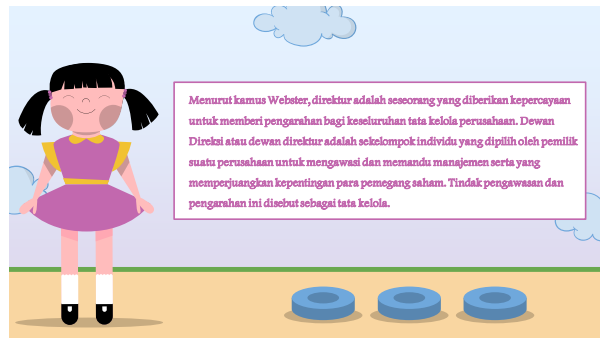 Menurut kamus Webster, direktur adalah seseorang yang diberikan kepercayaan
untuk memberi pengarahan bagi keseluruhan tata kelola perusahaan. Dewan
Direksi atau dewan direktur adalah sekelompok individu yang dipilih oleh pemilik
suatu perusahaan untuk mengawasi dan memandu manajemen serta yang
memperjuangkan kepentingan para pemegang saham. Tindak pengawasan dan
pengarahan ini disebut sebagai tata kelola.